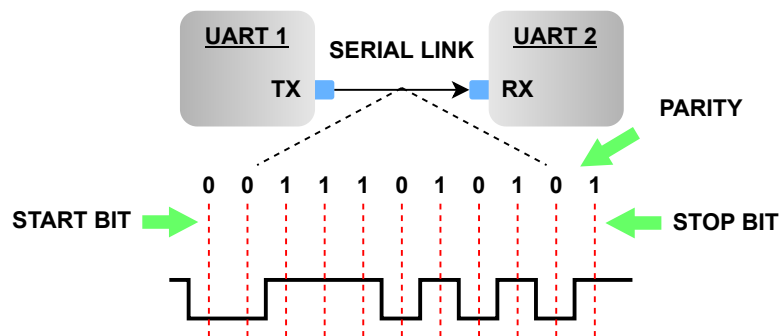 UART 1
UART 2
SERIAL LINK
TX
RX
PARITY
0 0 1 1 1 0 1 0 1 0 1
START BIT
STOP BIT